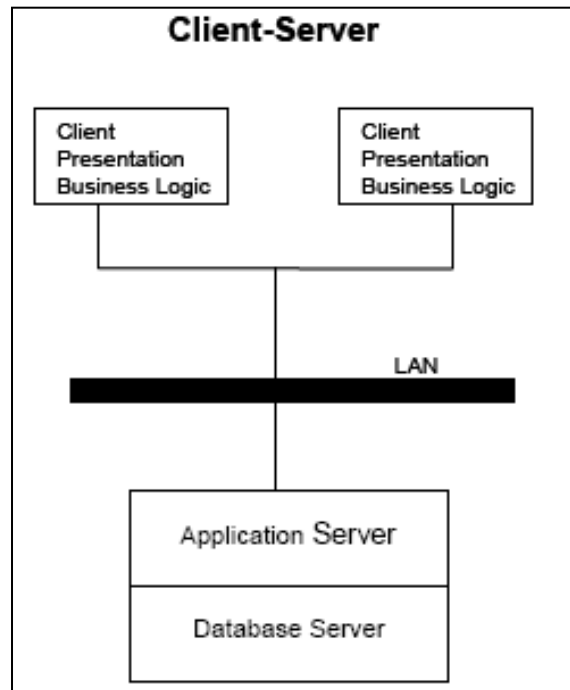 Client-Server
Client
Presentation
Business Logic
Client
Presentation
Business Logic
LAN
Application Server
Database Server